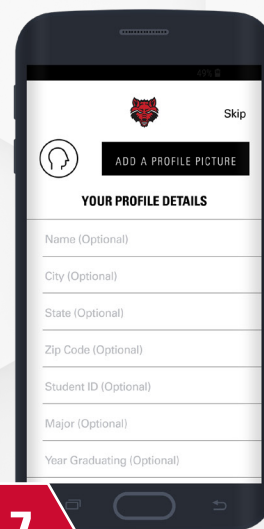 49%
Skip
ADD A PROFILE PICTURE
YOUR PROFILE DETAILS
Name (Optional)
City (Optional)
State (Optional)
Zip Code (Optional)
Student ID (Optional)
Major (Optional)
Year Graduating (Optional)
7